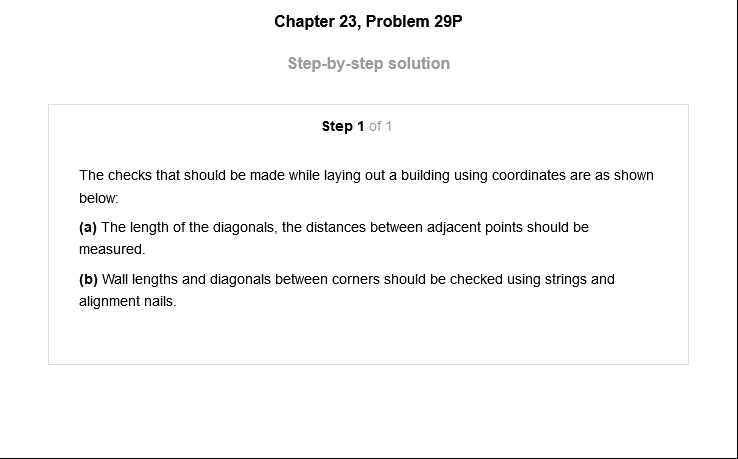 Chapter 23, Problem 29P
Step-by-step solution
Step 1 of 1
The checks that should be made while laying out a building using coordinates are as shown
below:
(a) The length of the diagonals, the distances between adjacent points should be
measured.
(b) Wall lengths and diagonals between corners should be checked using strings and
alignment nails.